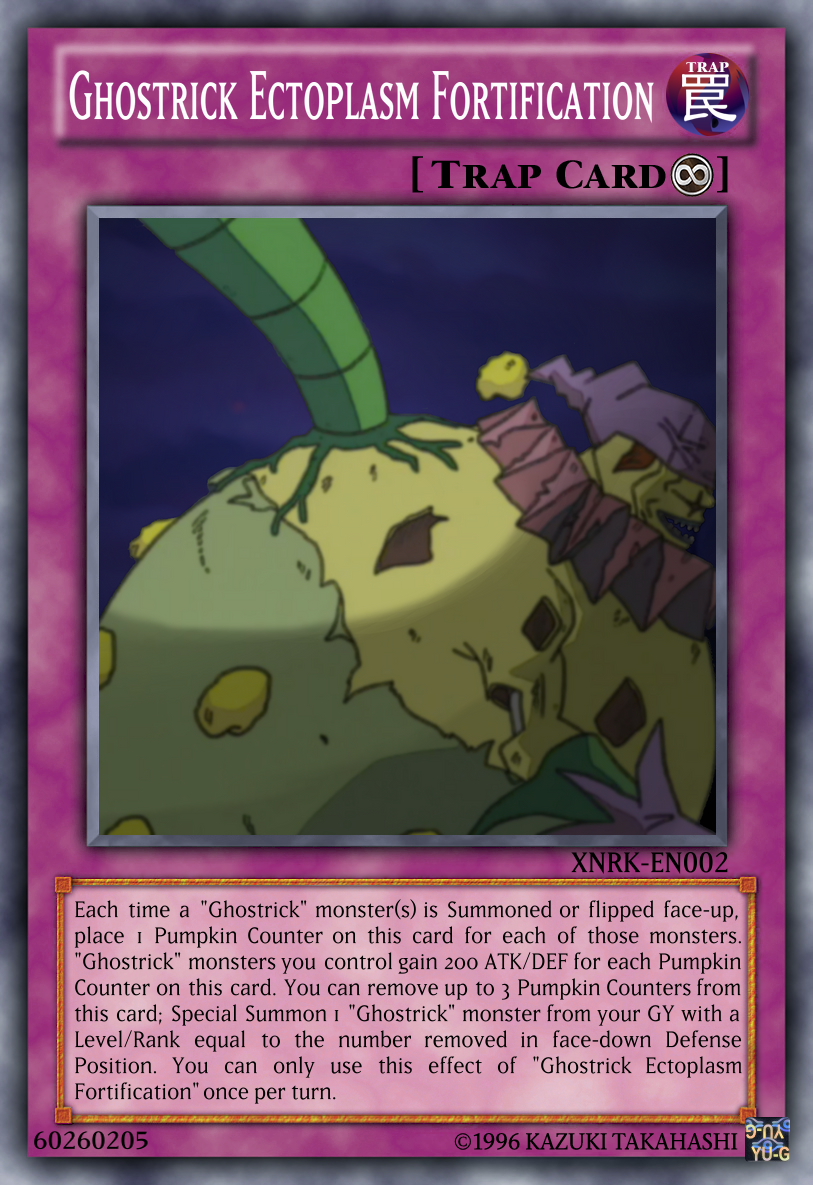 Ghostrick Ectoplasm Fortification
TRAP
罠
[Trap Card]
XNRK-EN002
Each time a "Ghostrick" monster(s) is Summoned or flipped face-up,
place 1 Pumpkin Counter on this card for each of those monsters.
"Ghostrick" monsters you control gain 200 ATK/DEF for each Pumpkin
Counter on this card. You can remove up to 3 Pumpkin Counters from
this card; Special Summon 1 "Ghostrick" monster from your GY with a
Level/Rank equal to the number removed in face-down Defense
Position. You can only use this effect of "Ghostrick Ectoplasm
Fortification" once per turn.
60260205
©1996 KAZUKI TAKAHASHI
YU-G
YU-G